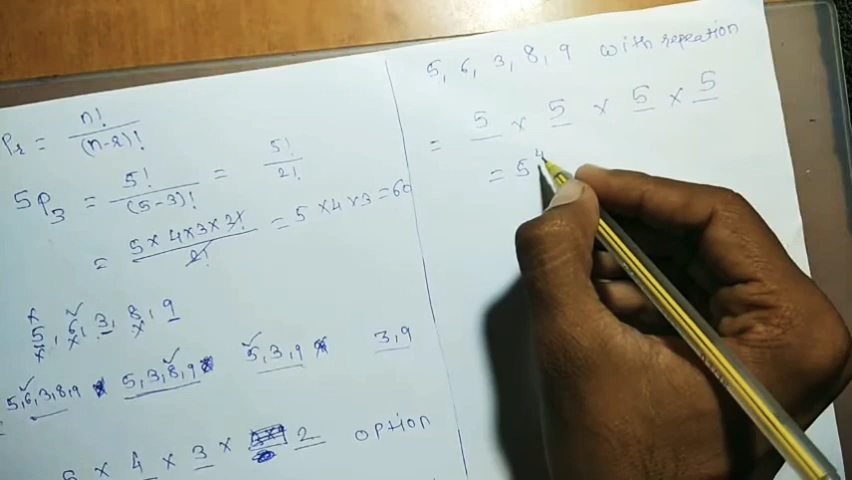 Pr = n! / (n-r)!
5P3 = 5! / (5-3)! = 5! / 2!
= 5 × 4 × 3 × 2! / 2! = 5 × 4 × 3 = 60
5, 6, 3, 8, 9
5,6,3,8,9 5,3,8,9 5,3,9 3,9
5 × 4 × 3 × 2 option
5, 6, 3, 8, 9 with repeation
= 5 × 5 × 5 × 5
= 5⁴